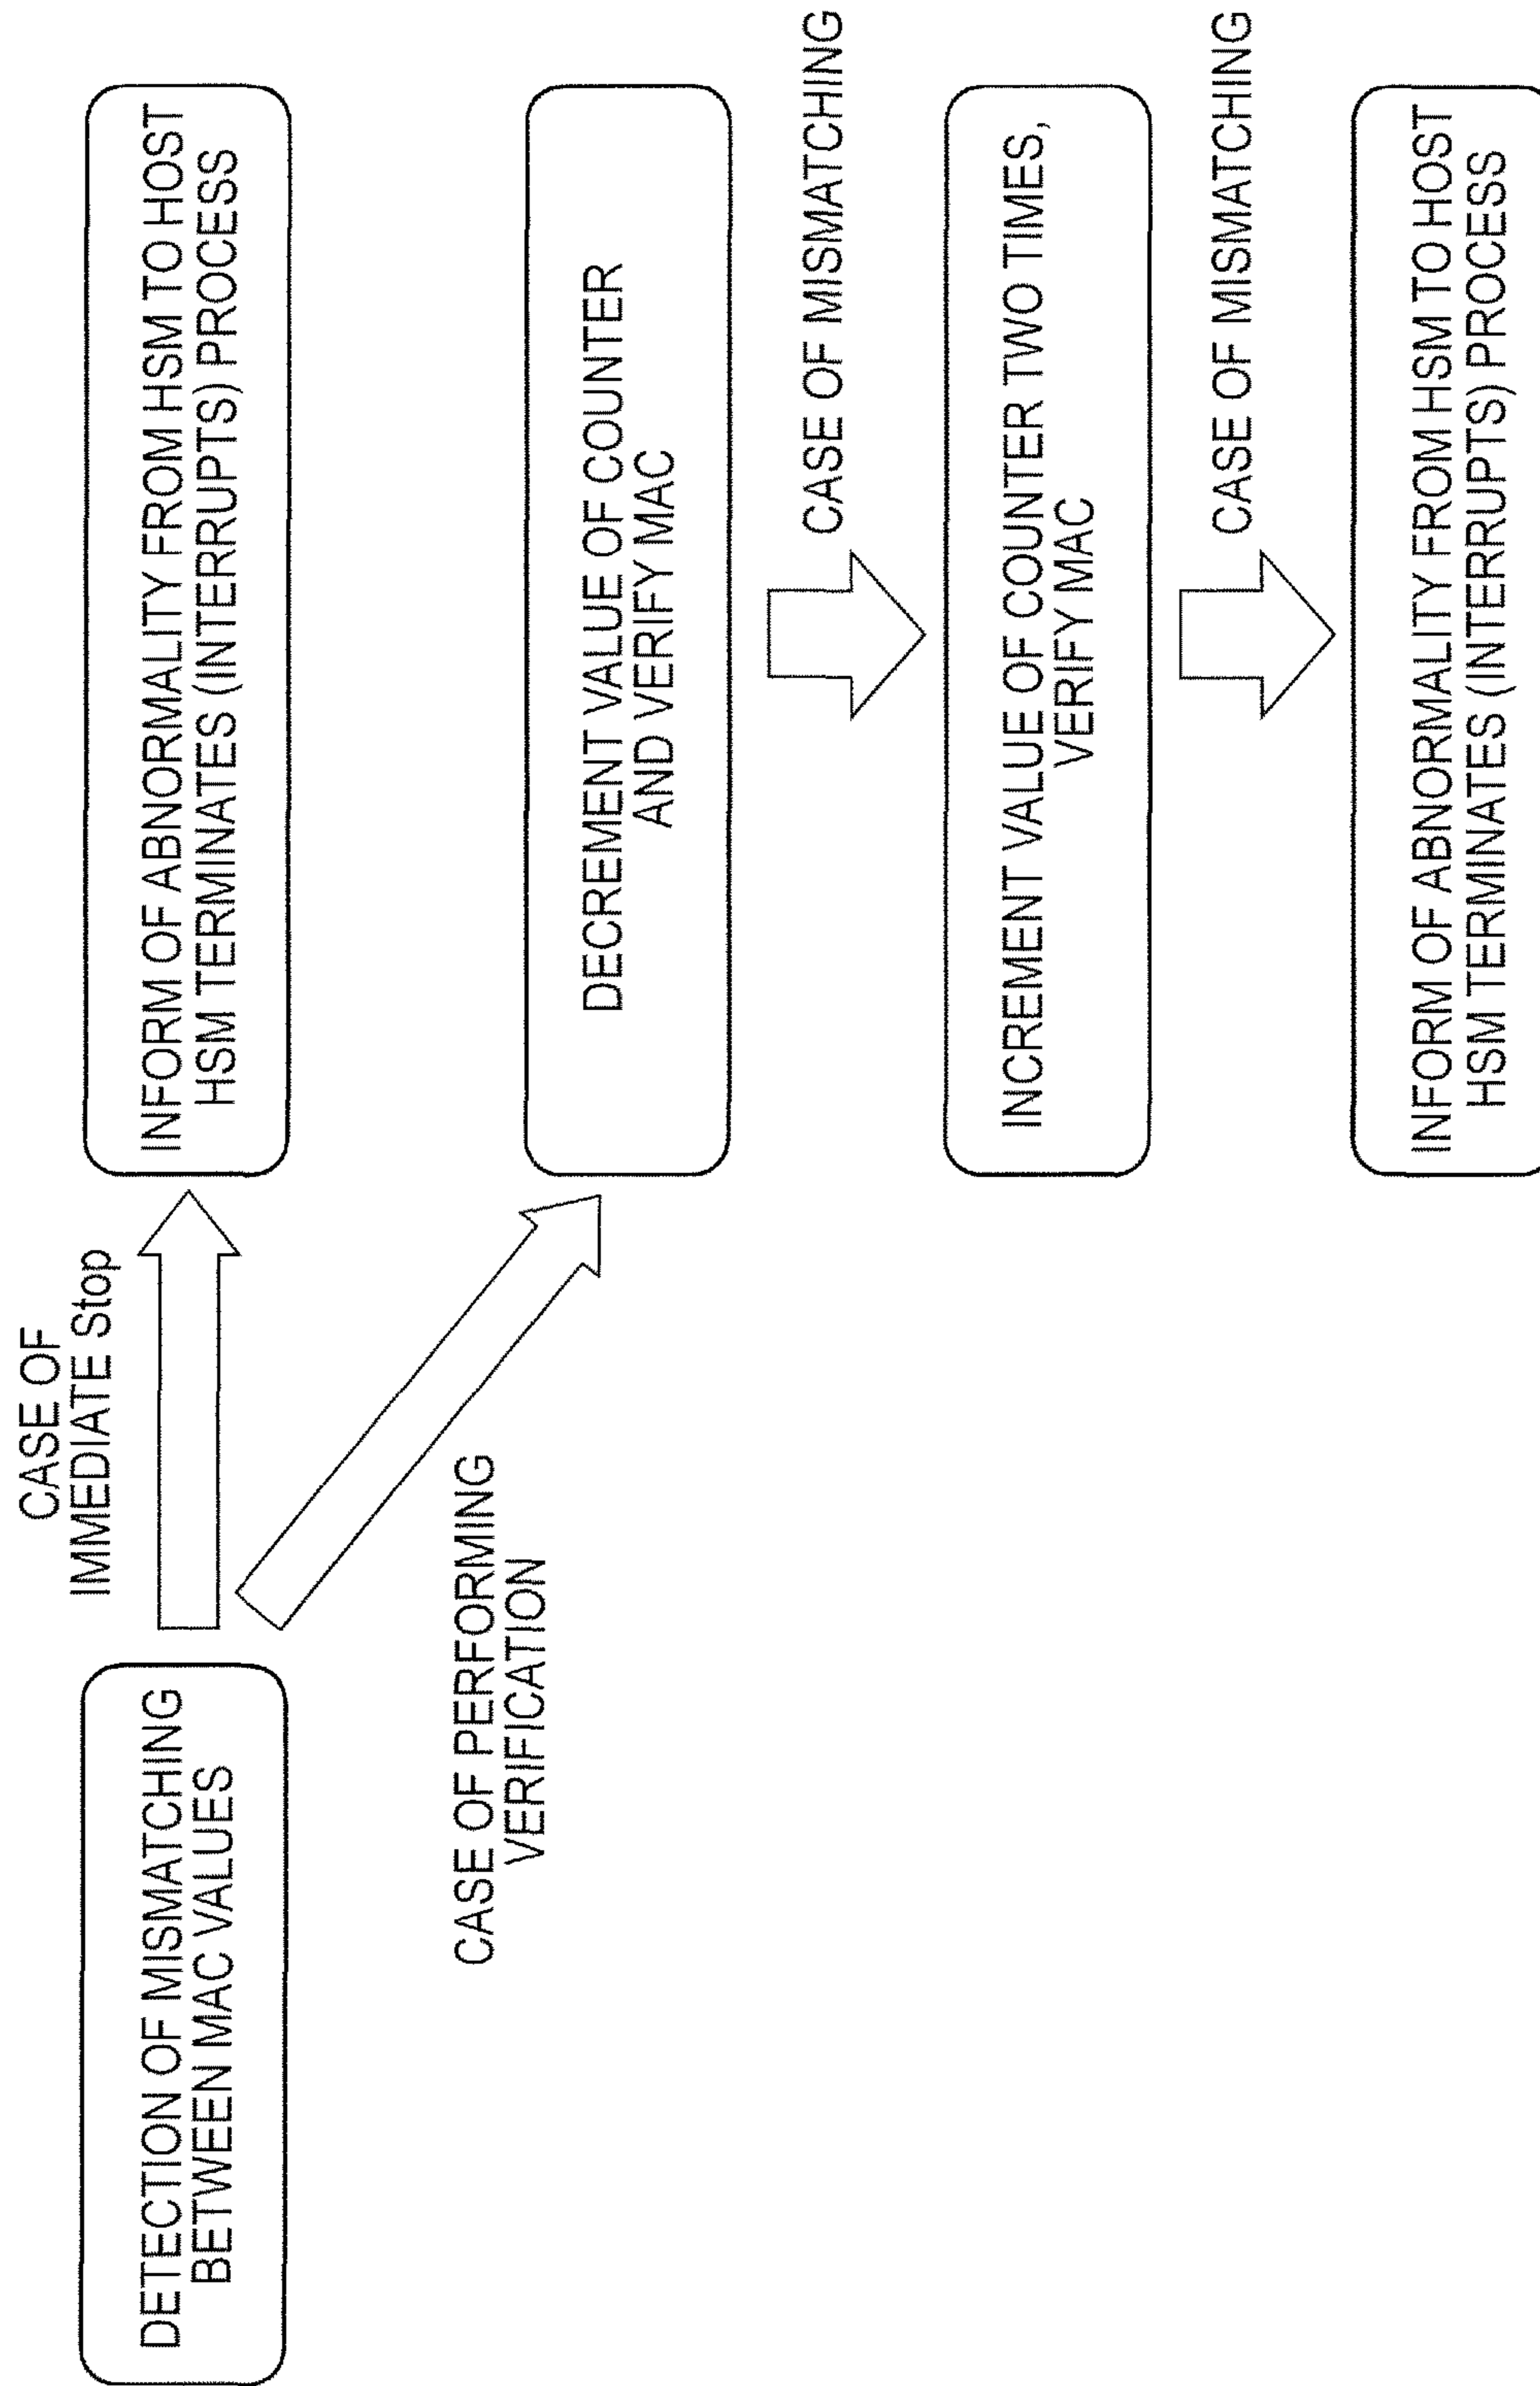 DETECTION OF MISMATCHING
BETWEEN MAC VALUES
CASE OF
IMMEDIATE Stop
INFORM OF ABNORMALITY FROM HSM TO HOST
HSM TERMINATES (INTERRUPTS) PROCESS
CASE OF PERFORMING
VERIFICATION
DECREMENT VALUE OF COUNTER
AND VERIFY MAC
CASE OF MISMATCHING
INCREMENT VALUE OF COUNTER TWO TIMES,
VERIFY MAC
CASE OF MISMATCHING
INFORM OF ABNORMALITY FROM HSM TO HOST
HSM TERMINATES (INTERRUPTS) PROCESS